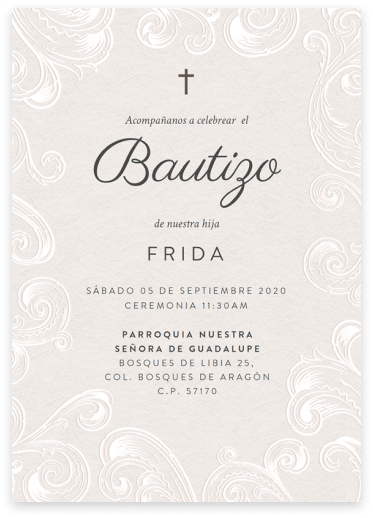 Acompañanos a celebrear el
Bautizo
de nuestra hija
FRIDA
SÁBADO 05 DE SEPTIEMBRE 2020
CEREMONIA 11:30AM
PARROQUIA NUESTRA
SEÑORA DE GUADALUPE
BOSQUES DE LIBIA 25,
COL. BOSQUES DE ARAGÓN
C.P. 57170